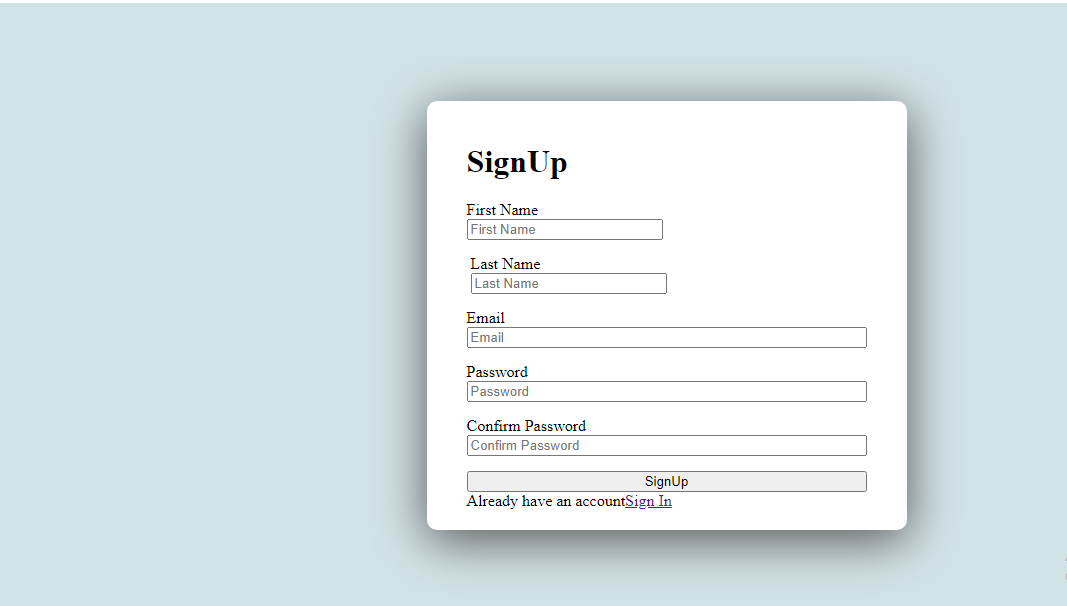 SignUp
First Name
First Name
Last Name
Last Name
Email
Email
Password
Password
Confirm Password
Confirm Password
SignUp
Already have an accountSign In